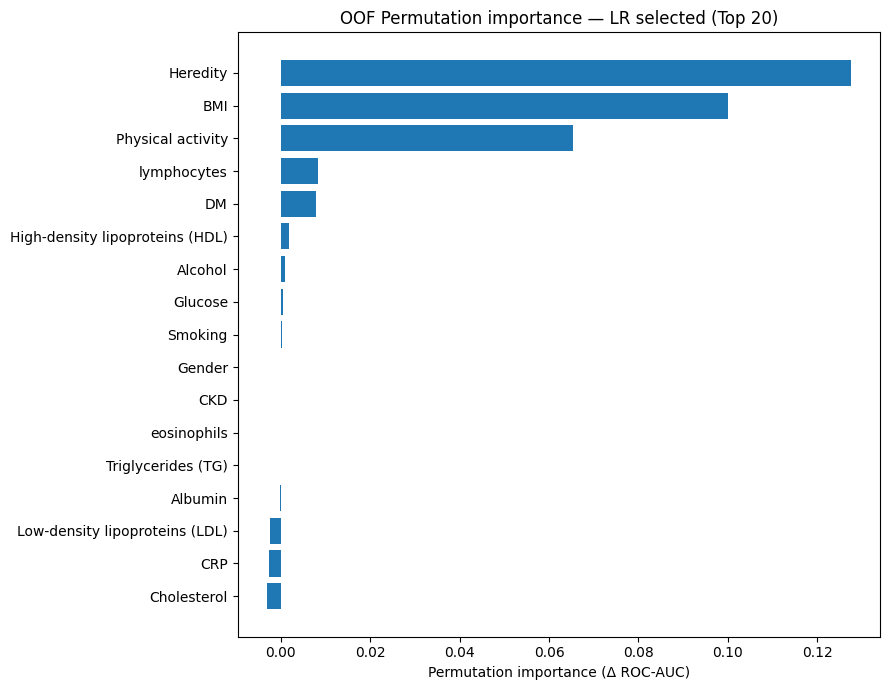 OOF Permutation importance — LR selected (Top 20)
Heredity
BMI
Physical activity
lymphocytes
DM
High-density lipoproteins (HDL)
Alcohol
Glucose
Smoking
Gender
CKD
eosinophils
Triglycerides (TG)
Albumin
Low-density lipoproteins (LDL)
CRP
Cholesterol
0.00 0.02 0.04 0.06 0.08 0.10 0.12
Permutation importance (Δ ROC-AUC)